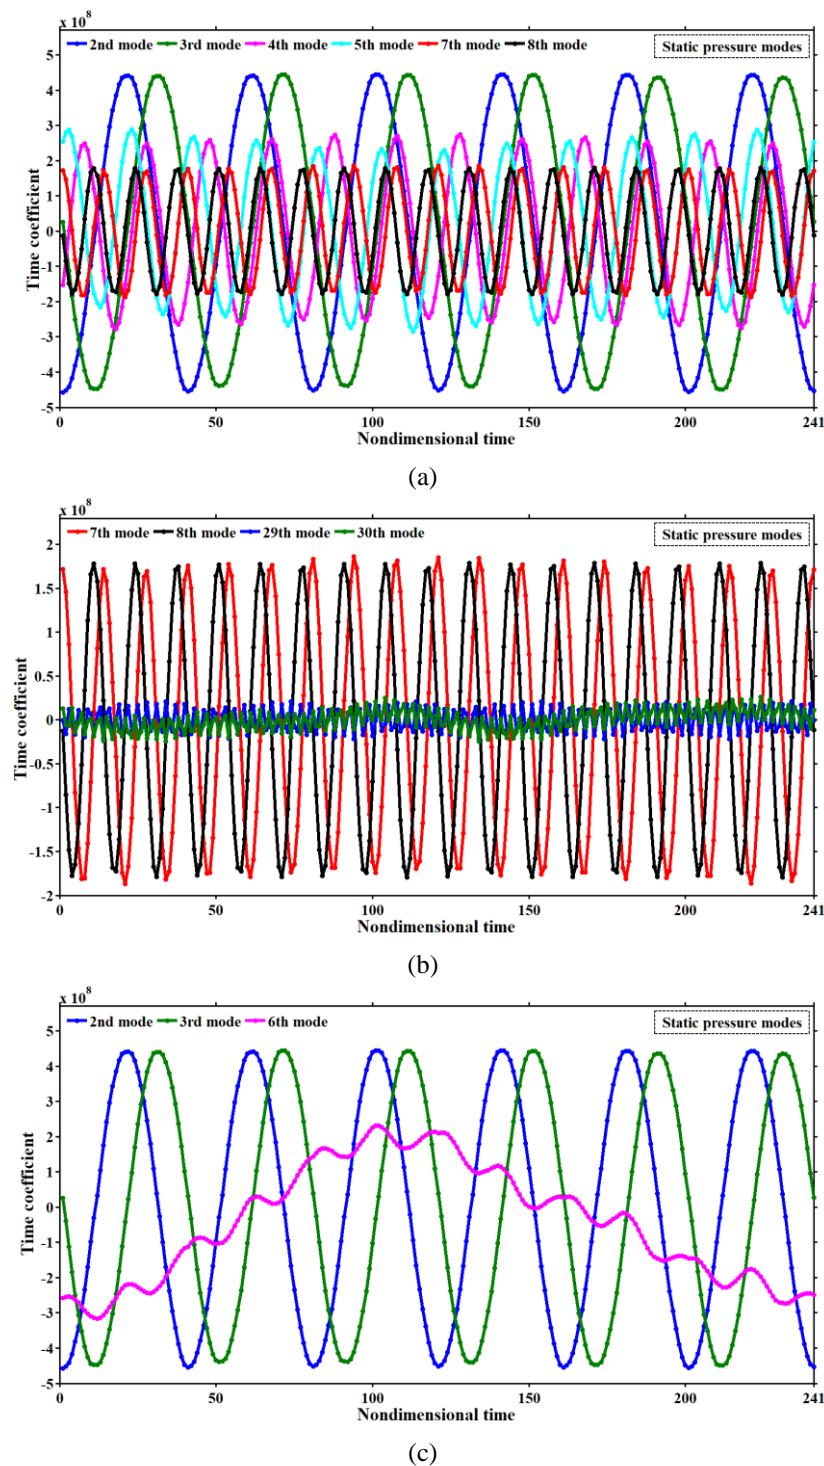 x 10^8
2nd mode 3rd mode 4th mode 5th mode 7th mode 8th mode
Static pressure modes
Time coefficient
5
4
3
2
1
0
-1
-2
-3
-4
-5
0 50 100 150 200 241
Nondimensional time
(a)
x 10^8
7th mode 8th mode 29th mode 30th mode
Static pressure modes
Time coefficient
2
1.5
1
0.5
0
-0.5
-1
-1.5
-2
0 50 100 150 200 241
Nondimensional time
(b)
x 10^8
2nd mode 3rd mode 6th mode
Static pressure modes
Time coefficient
5
4
3
2
1
0
-1
-2
-3
-4
-5
0 50 100 150 200 241
Nondimensional time
(c)